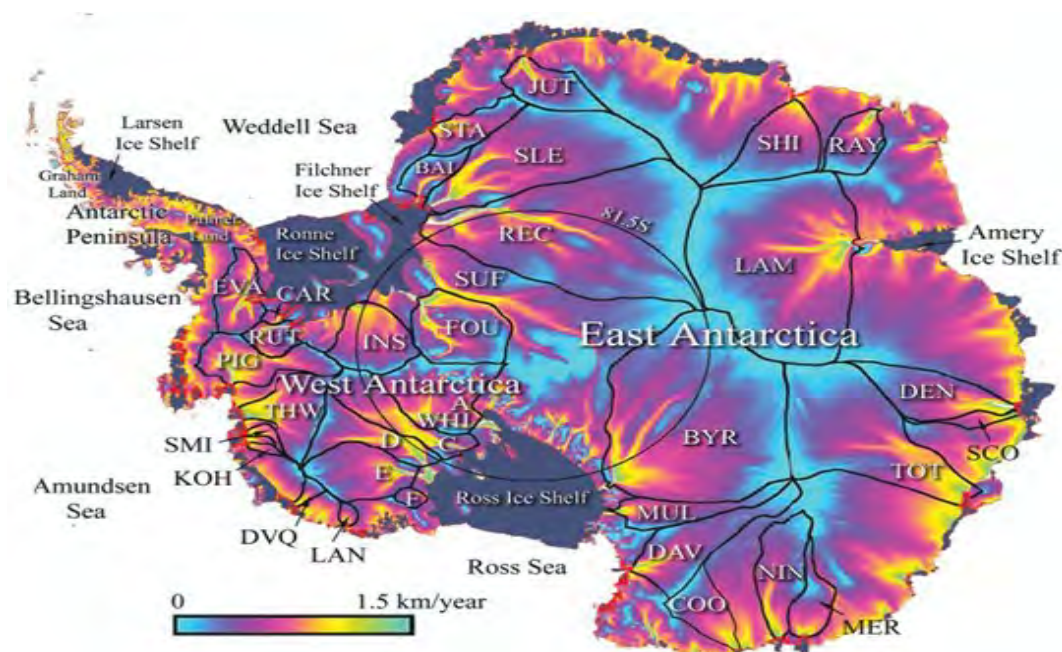 JUT
Larsen
Ice Shelf
Weddell Sea
STA
SHI
RAY
BAI
SLE
Filchner
Ice Shelf
Graham
Land
Antarctic
Peninsula
Palmer
Land
Ronne
Ice Shelf
81.5S
REC
Amery
Ice Shelf
LAM
SUF
EVA
CAR
Bellingshausen
Sea
RUT
INS
FOU
East Antarctica
PIG
West Antarctica
DEN
THW
A
WHI
SMI
D
C
BYR
SCO
KOH
E
TOT
Amundsen
Sea
F
Ross Ice Shelf
MUL
DVQ
LAN
DAV
Ross Sea
NIN
COO
MER
0
1.5 km/year